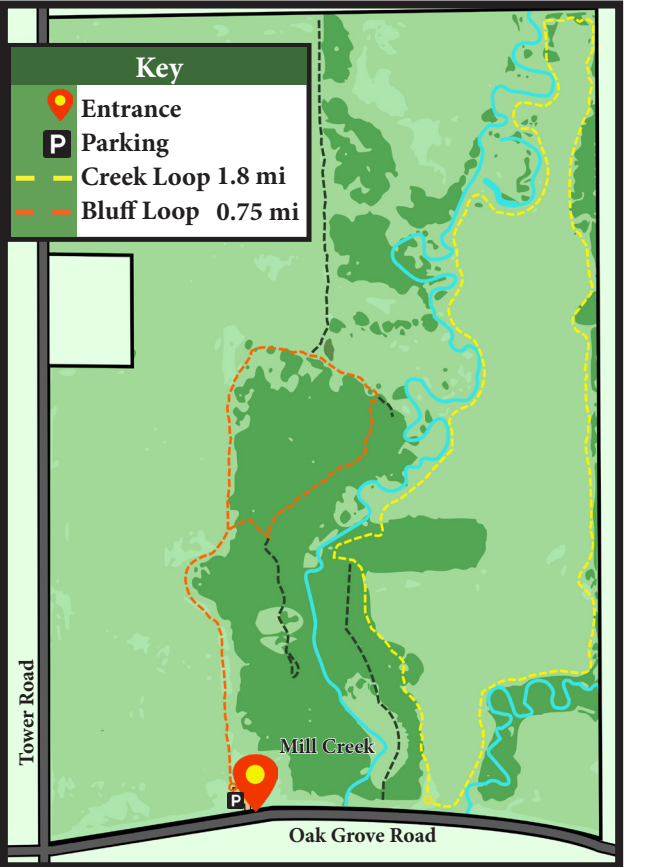 Key
Entrance
P Parking
Creek Loop 1.8 mi
Bluff Loop 0.75 mi
Tower Road
Mill Creek
P
Oak Grove Road